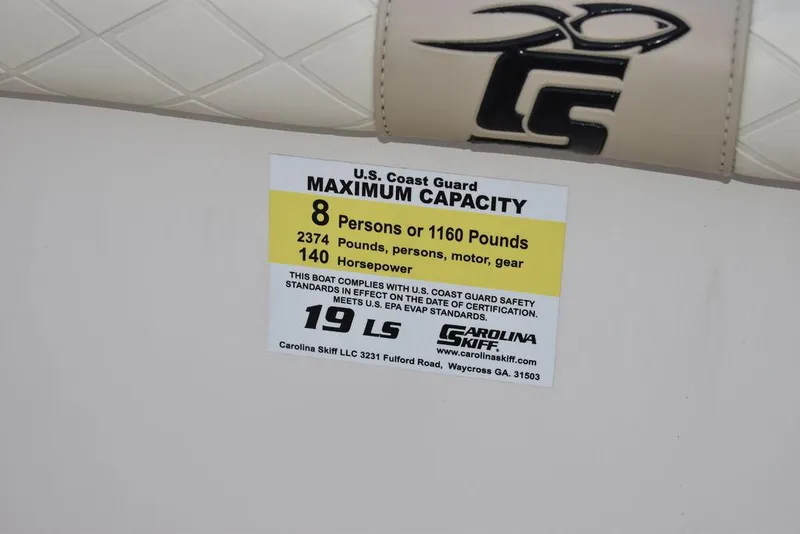 CS
U.S. Coast Guard
MAXIMUM CAPACITY
8 Persons or 1160 Pounds
2374 Pounds, persons, motor, gear
140 Horsepower
THIS BOAT COMPLIES WITH U.S. COAST GUARD SAFETY
STANDARDS IN EFFECT ON THE DATE OF CERTIFICATION.
MEETS U.S. EPA EVAP STANDARDS.
19 LS
CAROLINA
SKIFF.
www.carolinaskiff.com
Carolina Skiff LLC 3231 Fulford Road, Waycross GA. 31503